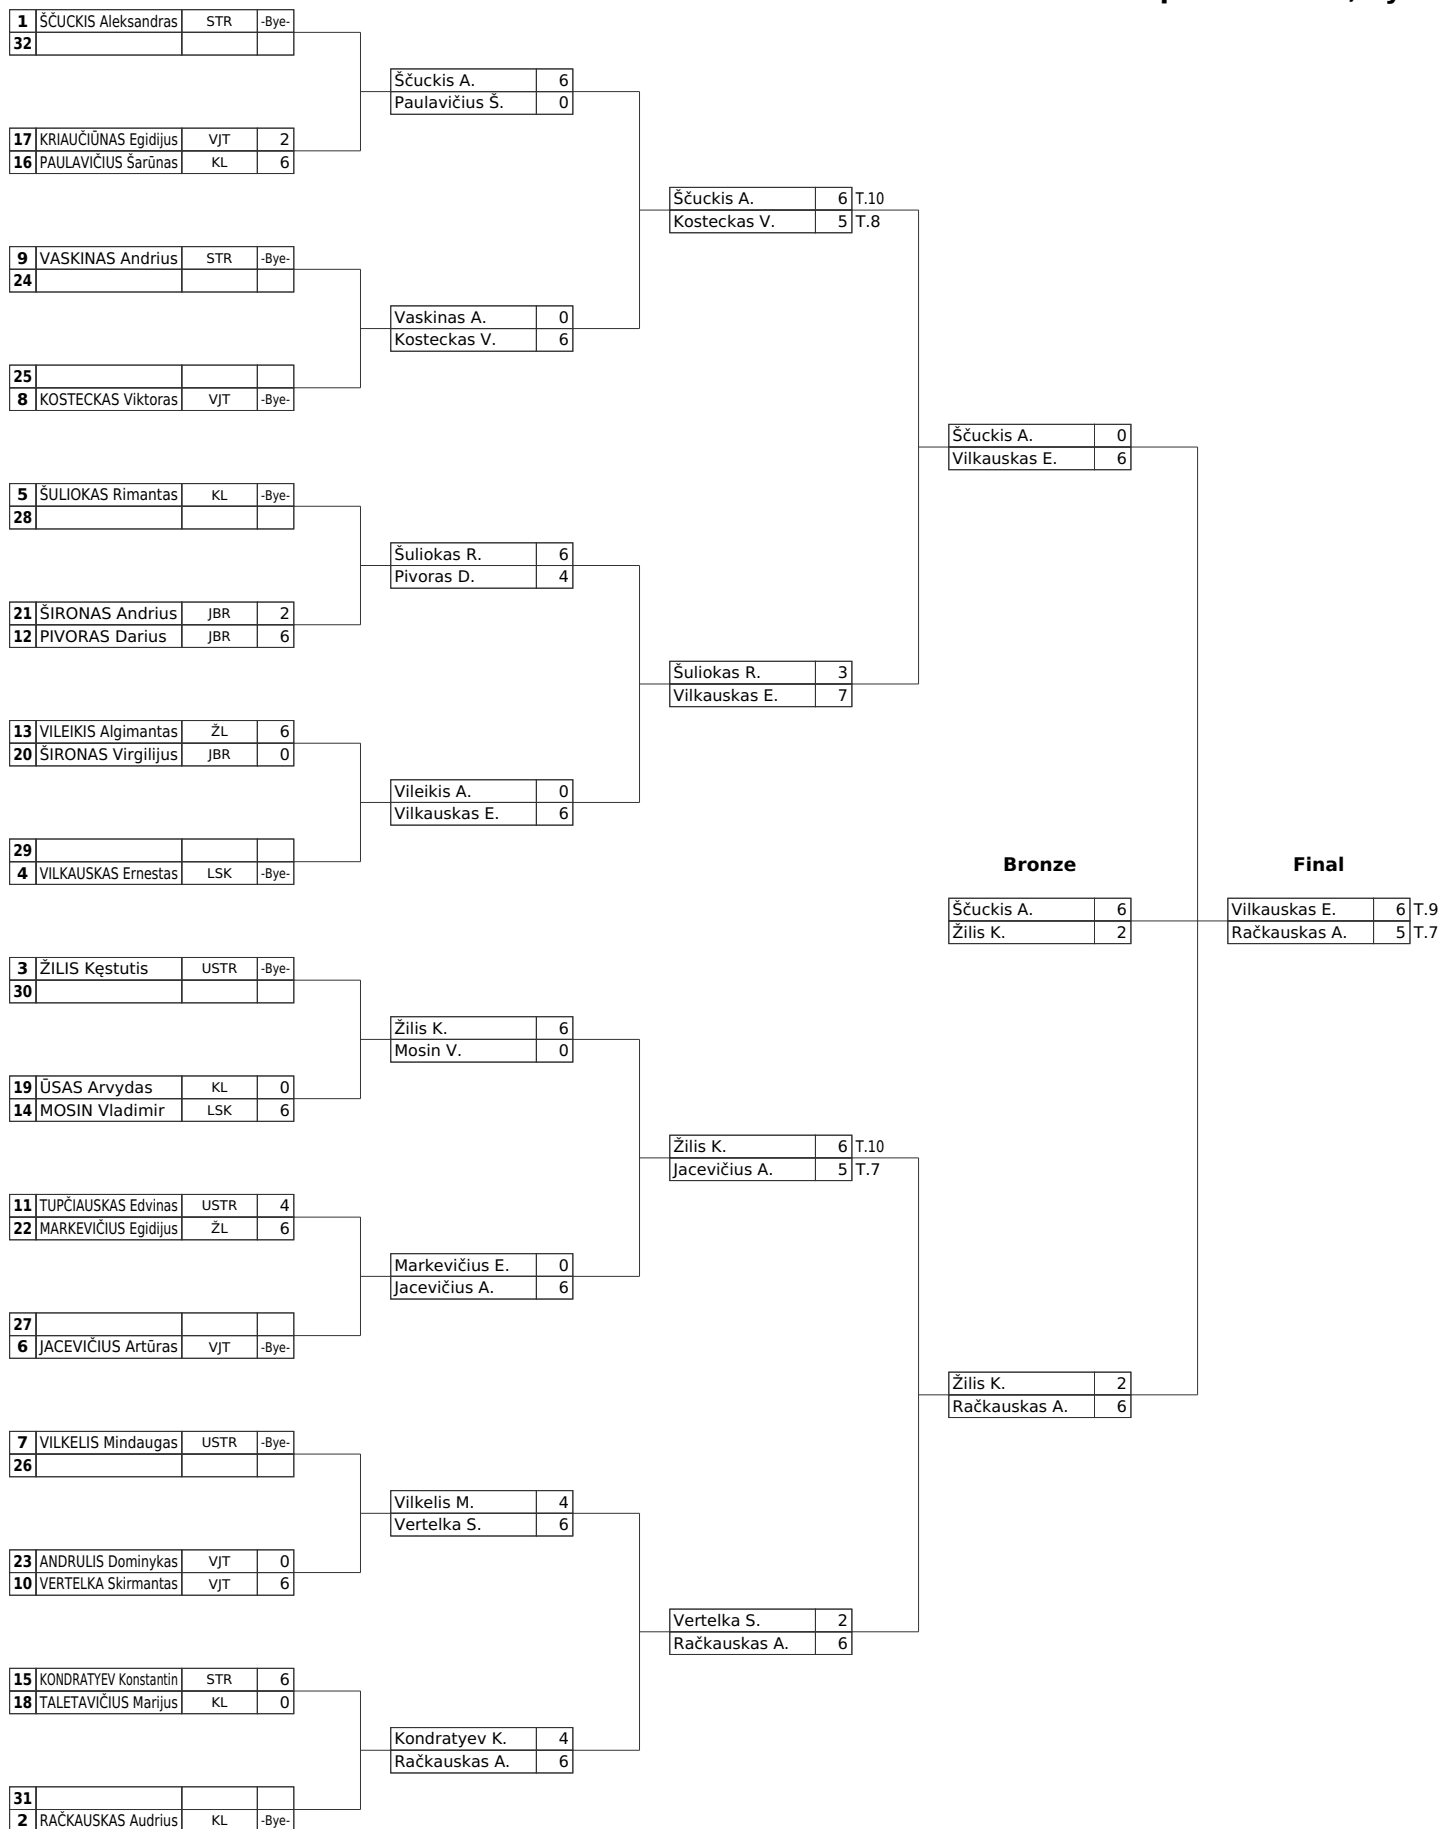 1 ŠČUCKIS Aleksandras STR -Bye-
32
Ščuckis A. 6
Paulavičius Š. 0
17 KRIAUČIŪNAS Egidijus VJT 2
16 PAULAVIČIUS Šarūnas KL 6
Ščuckis A. 6 T.10
Kosteckas V. 5 T.8
9 VASKINAS Andrius STR -Bye-
24
Vaskinas A. 0
Kosteckas V. 6
25
8 KOSTECKAS Viktoras VJT -Bye-
Ščuckis A. 0
Vilkauskas E. 6
5 ŠULIOKAS Rimantas KL -Bye-
28
Šuliokas R. 6
Pivoras D. 4
21 ŠIRONAS Andrius JBR 2
12 PIVORAS Darius JBR 6
Šuliokas R. 3
Vilkauskas E. 7
13 VILEIKIS Algimantas ŽL 6
20 ŠIRONAS Virgilijus JBR 0
Vileikis A. 0
Vilkauskas E. 6
29
4 VILKAUSKAS Ernestas LSK -Bye-
Bronze Final
Ščuckis A. 6 Vilkauskas E. 6 T.9
Žilis K. 2 Račkauskas A. 5 T.7
3 ŽILIS Kęstutis USTR -Bye-
30
Žilis K. 6
Mosin V. 0
19 ŪSAS Arvydas KL 0
14 MOSIN Vladimir LSK 6
Žilis K. 6 T.10
Jacevičius A. 5 T.7
11 TUPČIAUSKAS Edvinas USTR 4
22 MARKEVIČIUS Egidijus ŽL 6
Markevičius E. 0
Jacevičius A. 6
27
6 JACEVIČIUS Artūras VJT -Bye-
Žilis K. 2
Račkauskas A. 6
7 VILKELIS Mindaugas USTR -Bye-
26
Vilkelis M. 4
Vertelka S. 6
23 ANDRULIS Dominykas VJT 0
10 VERTELKA Skirmantas VJT 6
Vertelka S. 2
Račkauskas A. 6
15 KONDRATYEV Konstantin STR 6
18 TALETAVIČIUS Marijus KL 0
Kondratyev K. 4
Račkauskas A. 6
31
2 RAČKAUSKAS Audrius KL -Bye-